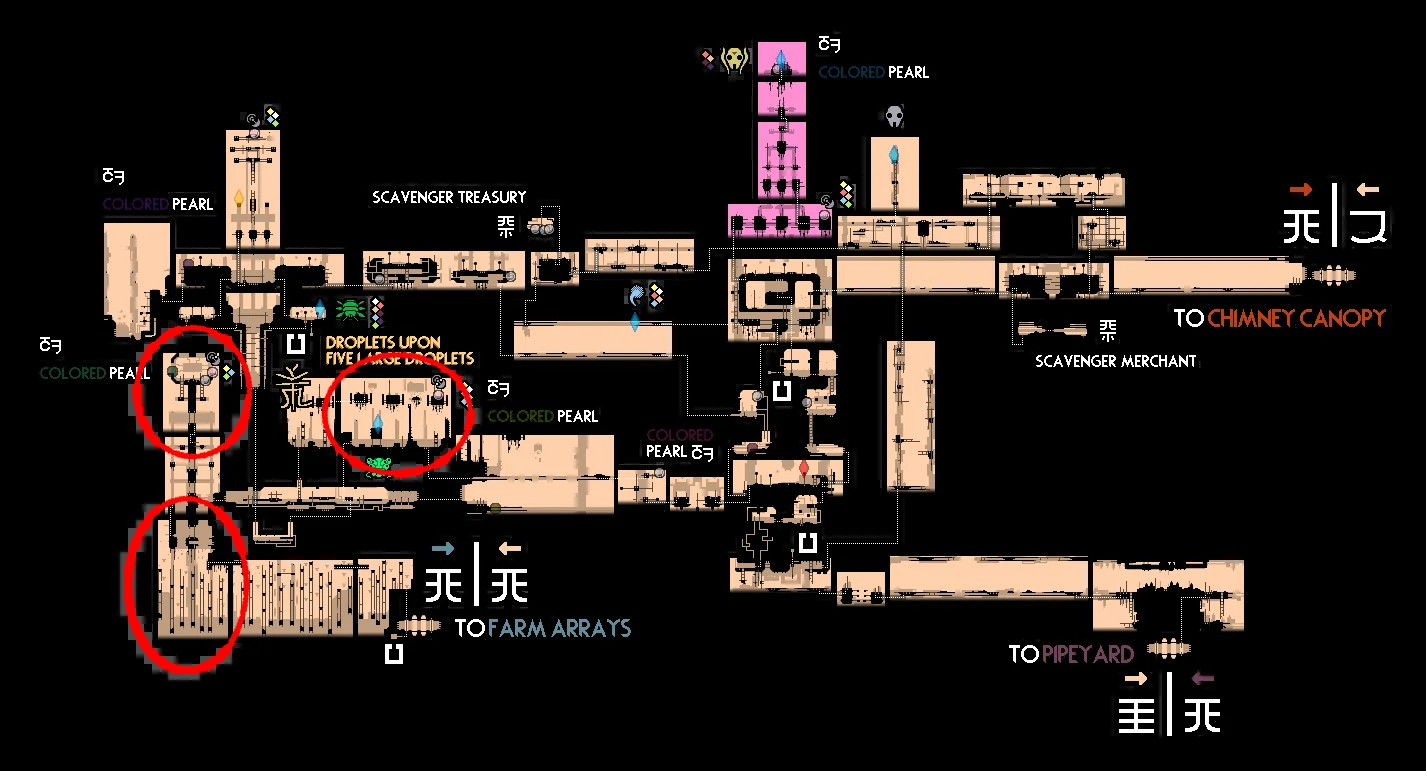 COLORED PEARL
SCAVENGER TREASURY
COLORED PEARL
TO CHIMNEY CANOPY
DROPLETS UPON
FIVE LARGE DROPLETS
SCAVENGER MERCHANT
COLORED PEARL
COLORED PEARL
COLORED
PEARL
TO FARM ARRAYS
TO PIPEYARD